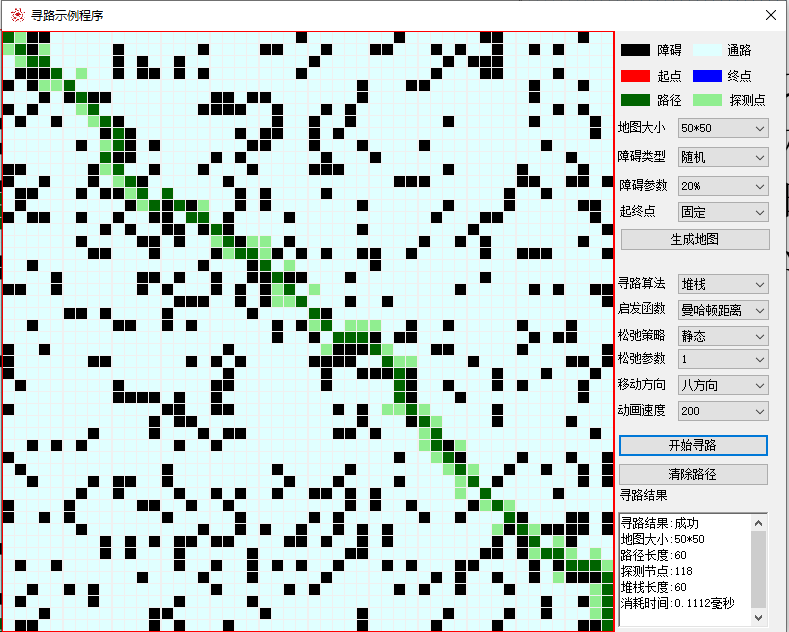 寻路示例程序
障碍 通路
起点 终点
路径 探测点
地图大小 50*50
障碍类型 随机
障碍参数 20%
起终点 固定
生成地图
寻路算法 堆栈
启发函数 曼哈顿距离
松弛策略 静态
松弛参数 1
移动方向 八方向
动画速度 200
开始寻路
清除路径
寻路结果
寻路结果:成功
地图大小:50*50
路径长度:60
探测节点:118
堆栈长度:60
消耗时间:0.1112毫秒